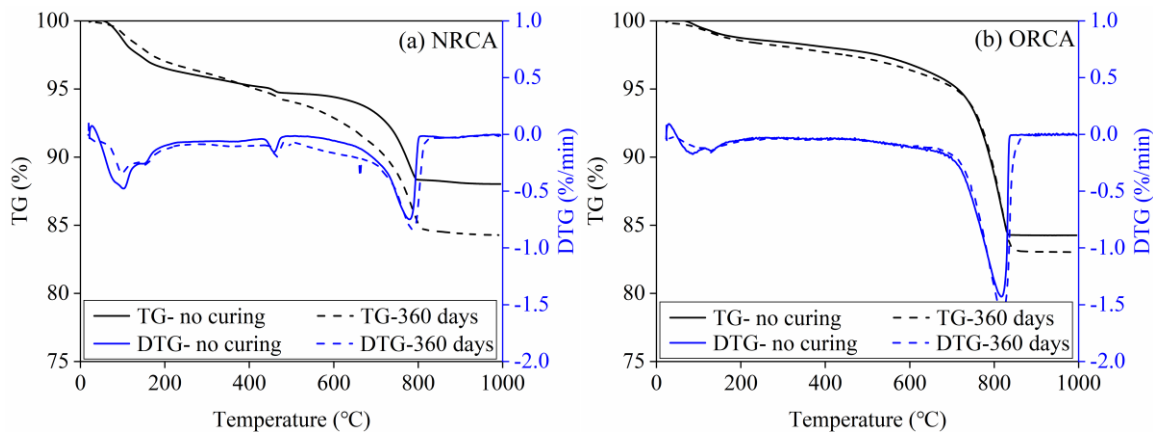 100
95
90
85
80
75
TG (%)
(a) NRCA
1.0
0.5
0.0
-0.5
-1.0
-1.5
-2.0
DTG (%/min)
TG- no curing
TG-360 days
DTG- no curing
DTG-360 days
0 200 400 600 800 1000
Temperature (℃)
100
95
90
85
80
75
TG (%)
(b) ORCA
1.0
0.5
0.0
-0.5
-1.0
-1.5
-2.0
DTG (%/min)
TG- no curing
TG-360 days
DTG- no curing
DTG-360 days
0 200 400 600 800 1000
Temperature (℃)